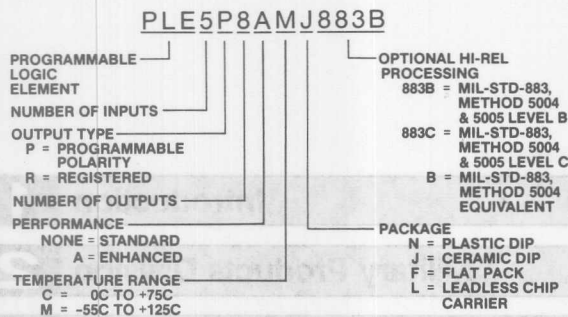 PLE5P8AMJ883B
PROGRAMMABLE
LOGIC
ELEMENT
NUMBER OF INPUTS
OUTPUT TYPE
P = PROGRAMMABLE
POLARITY
R = REGISTERED
NUMBER OF OUTPUTS
PERFORMANCE
NONE = STANDARD
A = ENHANCED
TEMPERATURE RANGE
C = 0C TO +75C
M = -55C TO +125C
OPTIONAL HI-REL
PROCESSING
883B = MIL-STD-883,
METHOD 5004
& 5005 LEVEL B
883C = MIL-STD-883,
METHOD 5004
& 5005 LEVEL C
B = MIL-STD-883,
METHOD 5004
EQUIVALENT
PACKAGE
N = PLASTIC DIP
J = CERAMIC DIP
F = FLAT PACK
L = LEADLESS CHIP
CARRIER